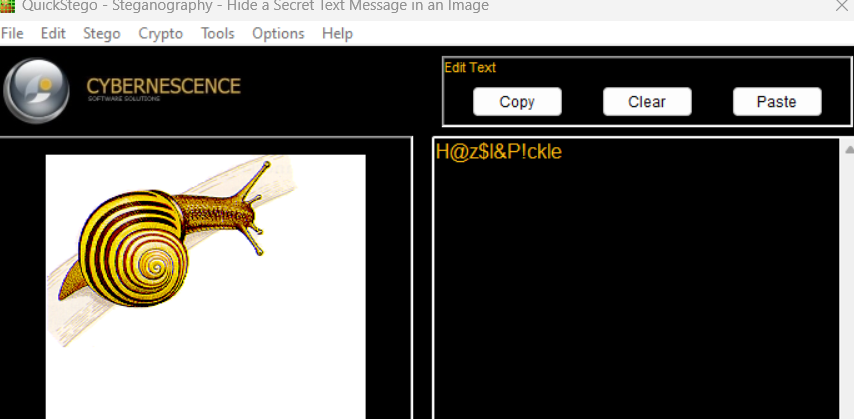 QuickStego - Steganography - Hide a Secret Text Message in an Image
File Edit Stego Crypto Tools Options Help
CYBERNESCENCE
SOFTWARE SOLUTIONS
Edit Text
Copy Clear Paste
H@z$l&P!ckle